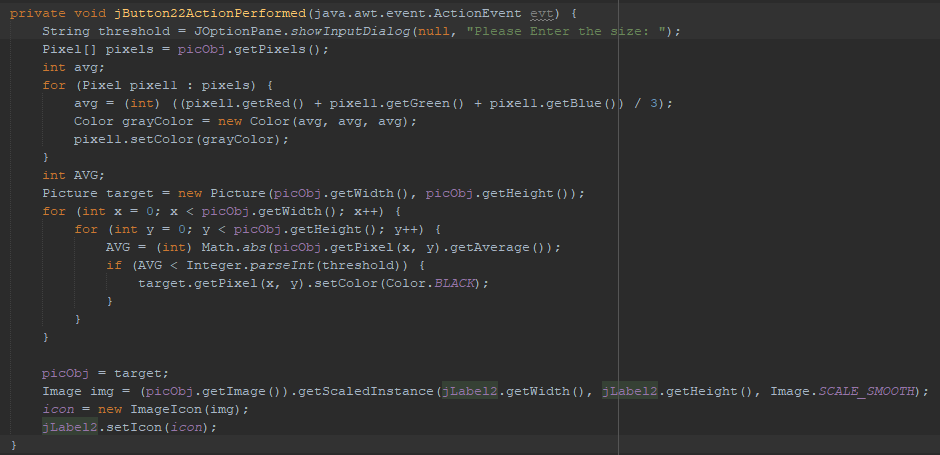 private void jButton22ActionPerformed(java.awt.event.ActionEvent evt) {
    String threshold = JOptionPane.showInputDialog(null, "Please Enter the size: ");
    Pixel[] pixels = picObj.getPixels();
    int avg;
    for (Pixel pixel1 : pixels) {
        avg = (int) ((pixel1.getRed() + pixel1.getGreen() + pixel1.getBlue()) / 3);
        Color grayColor = new Color(avg, avg, avg);
        pixel1.setColor(grayColor);
    }
    int AVG;
    Picture target = new Picture(picObj.getWidth(), picObj.getHeight());
    for (int x = 0; x < picObj.getWidth(); x++) {
        for (int y = 0; y < picObj.getHeight(); y++) {
            AVG = (int) Math.abs(picObj.getPixel(x, y).getAverage());
            if (AVG < Integer.parseInt(threshold)) {
                target.getPixel(x, y).setColor(Color.BLACK);
            }
        }
    }

    picObj = target;
    Image img = (picObj.getImage()).getScaledInstance(jLabel2.getWidth(), jLabel2.getHeight(), Image.SCALE_SMOOTH);
    icon = new ImageIcon(img);
    jLabel2.setIcon(icon);
}